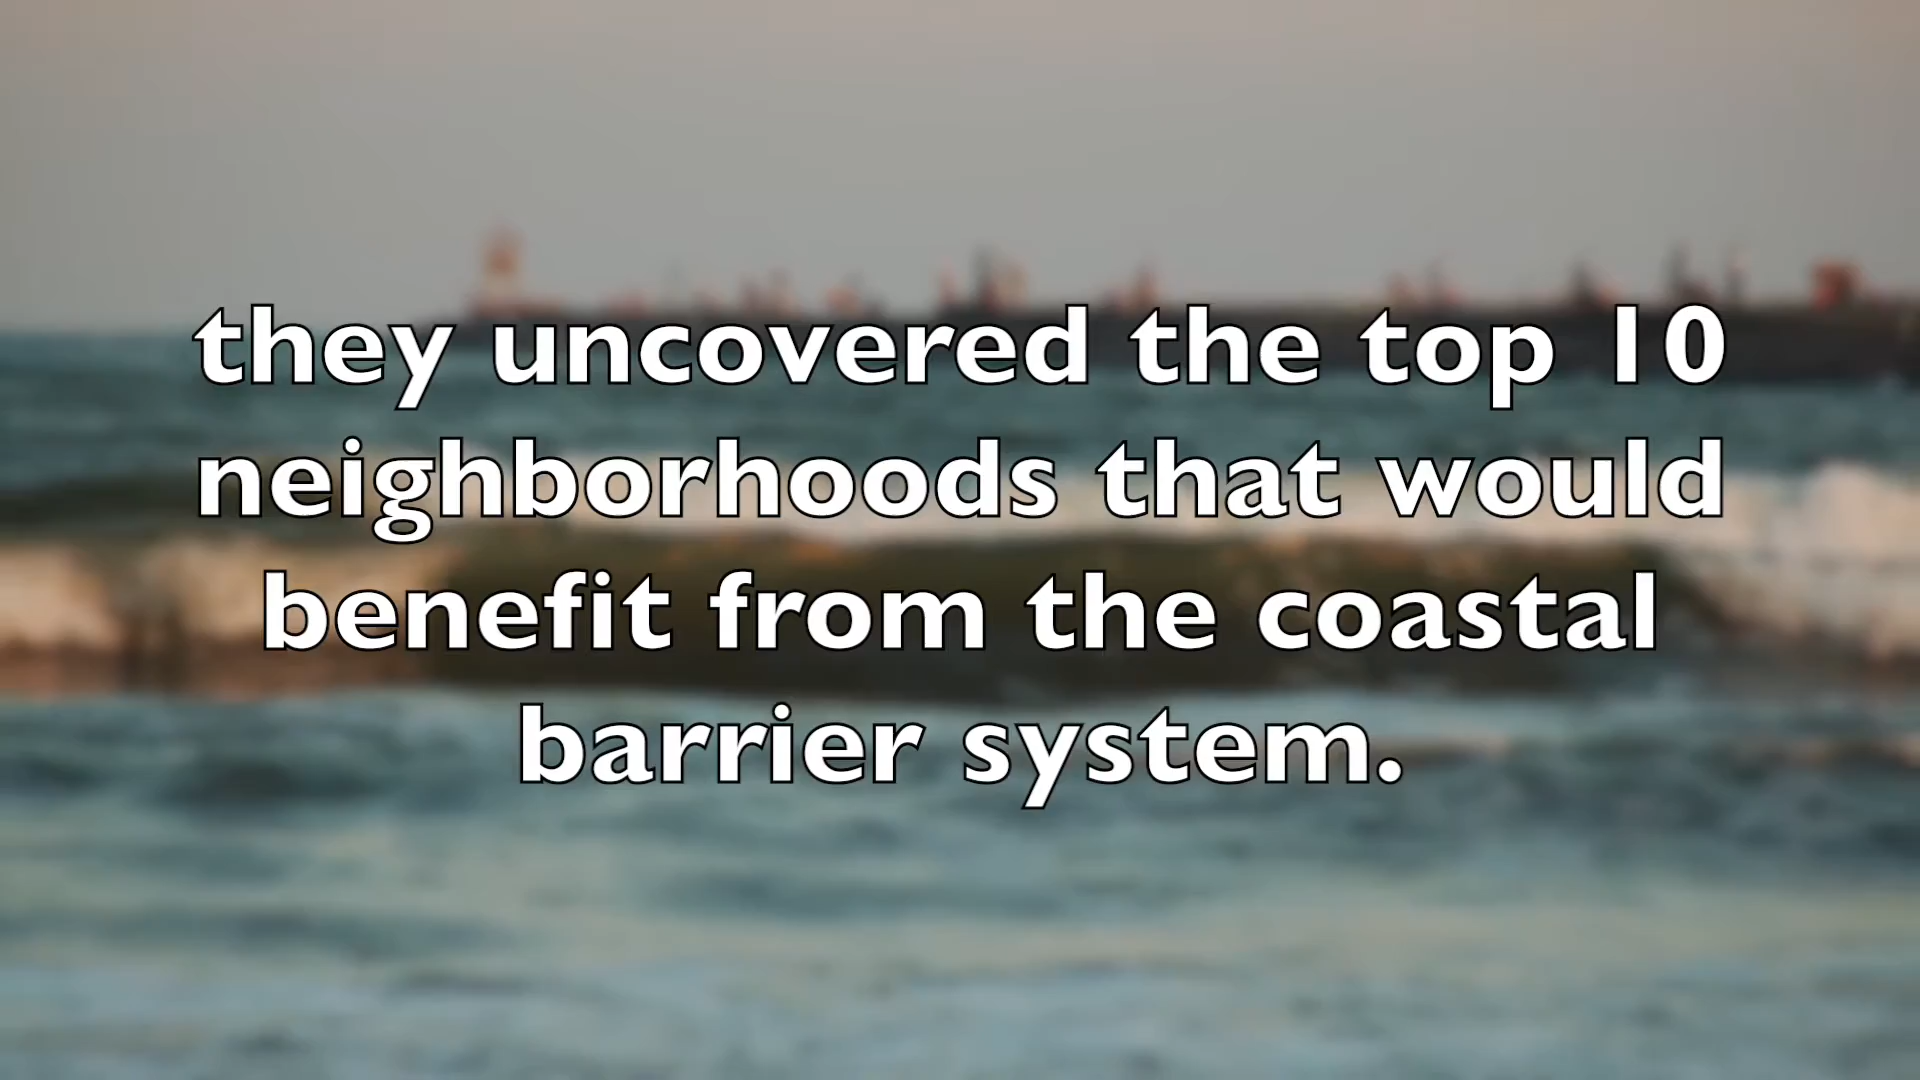 they uncovered the top 10
neighborhoods that would
benefit from the coastal
barrier system.